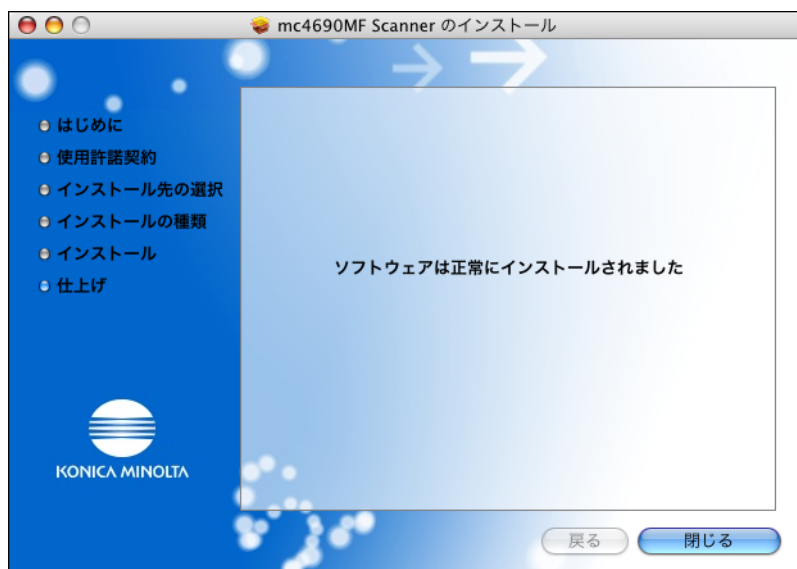 mc4690MF Scanner のインストール
はじめに
使用許諾契約
インストール先の選択
インストールの種類
インストール
仕上げ
ソフトウェアは正常にインストールされました
KONICA MINOLTA
戻る
閉じる